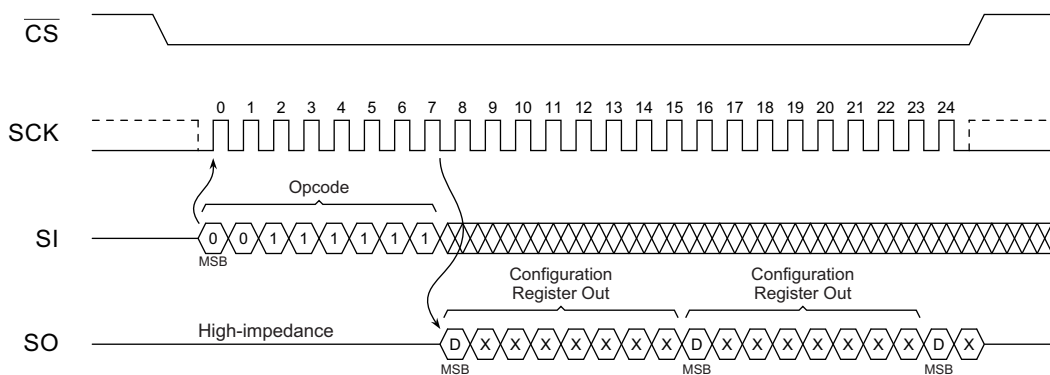 CS
0 1 2 3 4 5 6 7 8 9 10 11 12 13 14 15 16 17 18 19 20 21 22 23 24
SCK
Opcode
SI
0 0 1 1 1 1 1 1
MSB
Configuration
Register Out
Configuration
Register Out
High-impedance
SO
D X X X X X X X D X X X X X X X D X
MSB MSB MSB